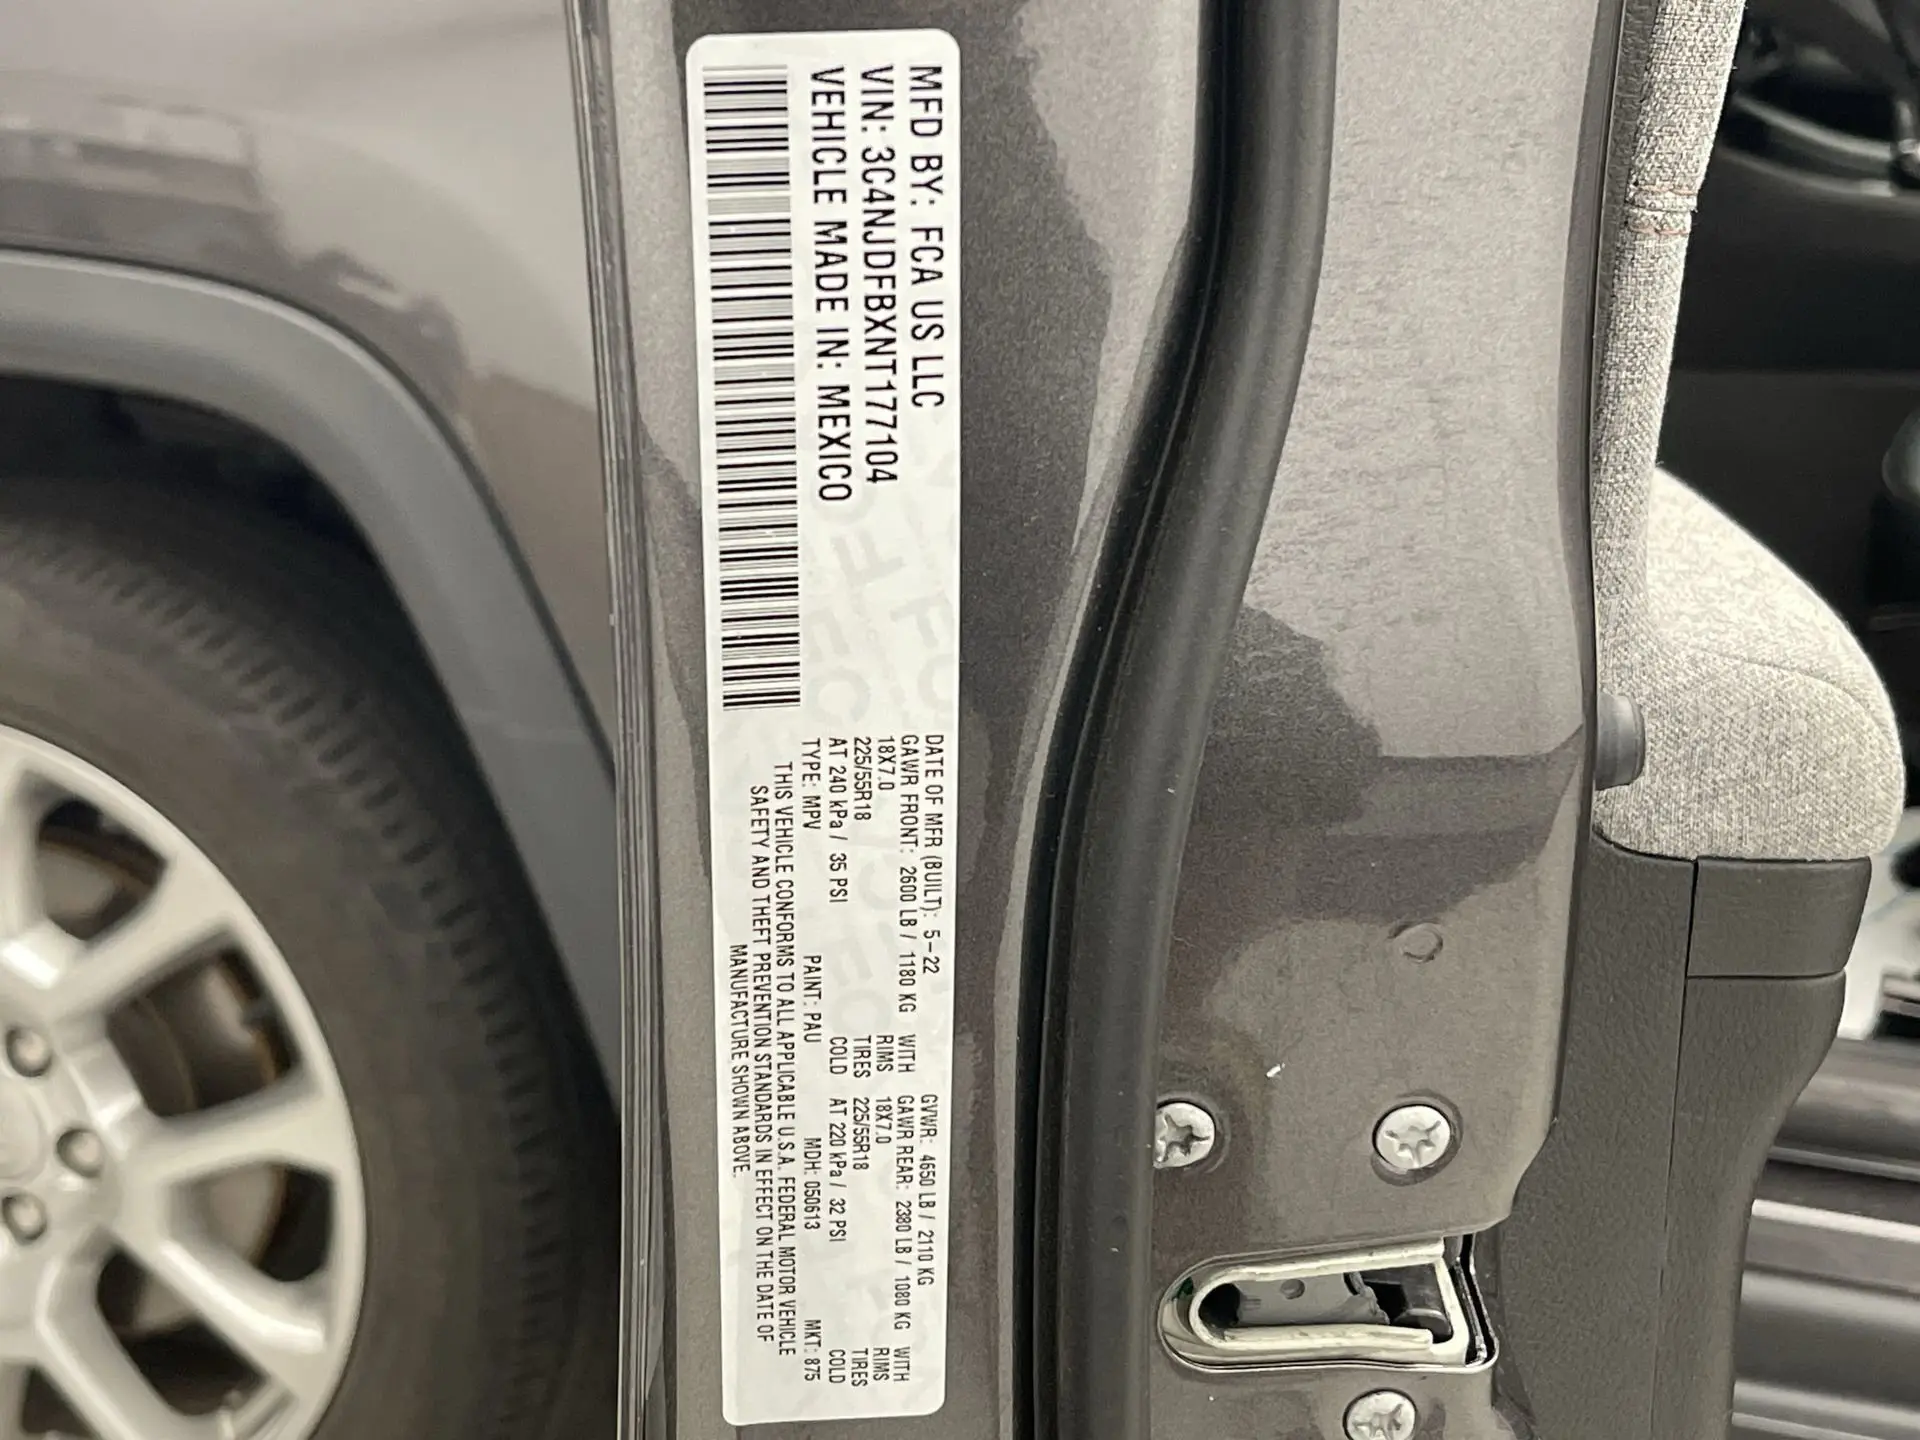 MFD BY: FCA US LLC
VIN: 3C4NJDFBXNT177104
VEHICLE MADE IN: MEXICO
DATE OF MFR (BUILT): 5-22 GVWR: 4650 LB / 2110 KG
GAWR FRONT: 2600 LB / 1180 KG WITH GAWR REAR: 2380 LB / 1080 KG WITH
18X7.0 RIMS 18X7.0 RIMS
225/55R18 TIRES 225/55R18 TIRES
AT 240 kPa / 35 PSI COLD AT 220 kPa / 32 PSI COLD
TYPE: MPV PAINT: PAU MDH: 050613 MKT: 875
THIS VEHICLE CONFORMS TO ALL APPLICABLE U.S.A. FEDERAL MOTOR VEHICLE
SAFETY AND THEFT PREVENTION STANDARDS IN EFFECT ON THE DATE OF
MANUFACTURE SHOWN ABOVE.